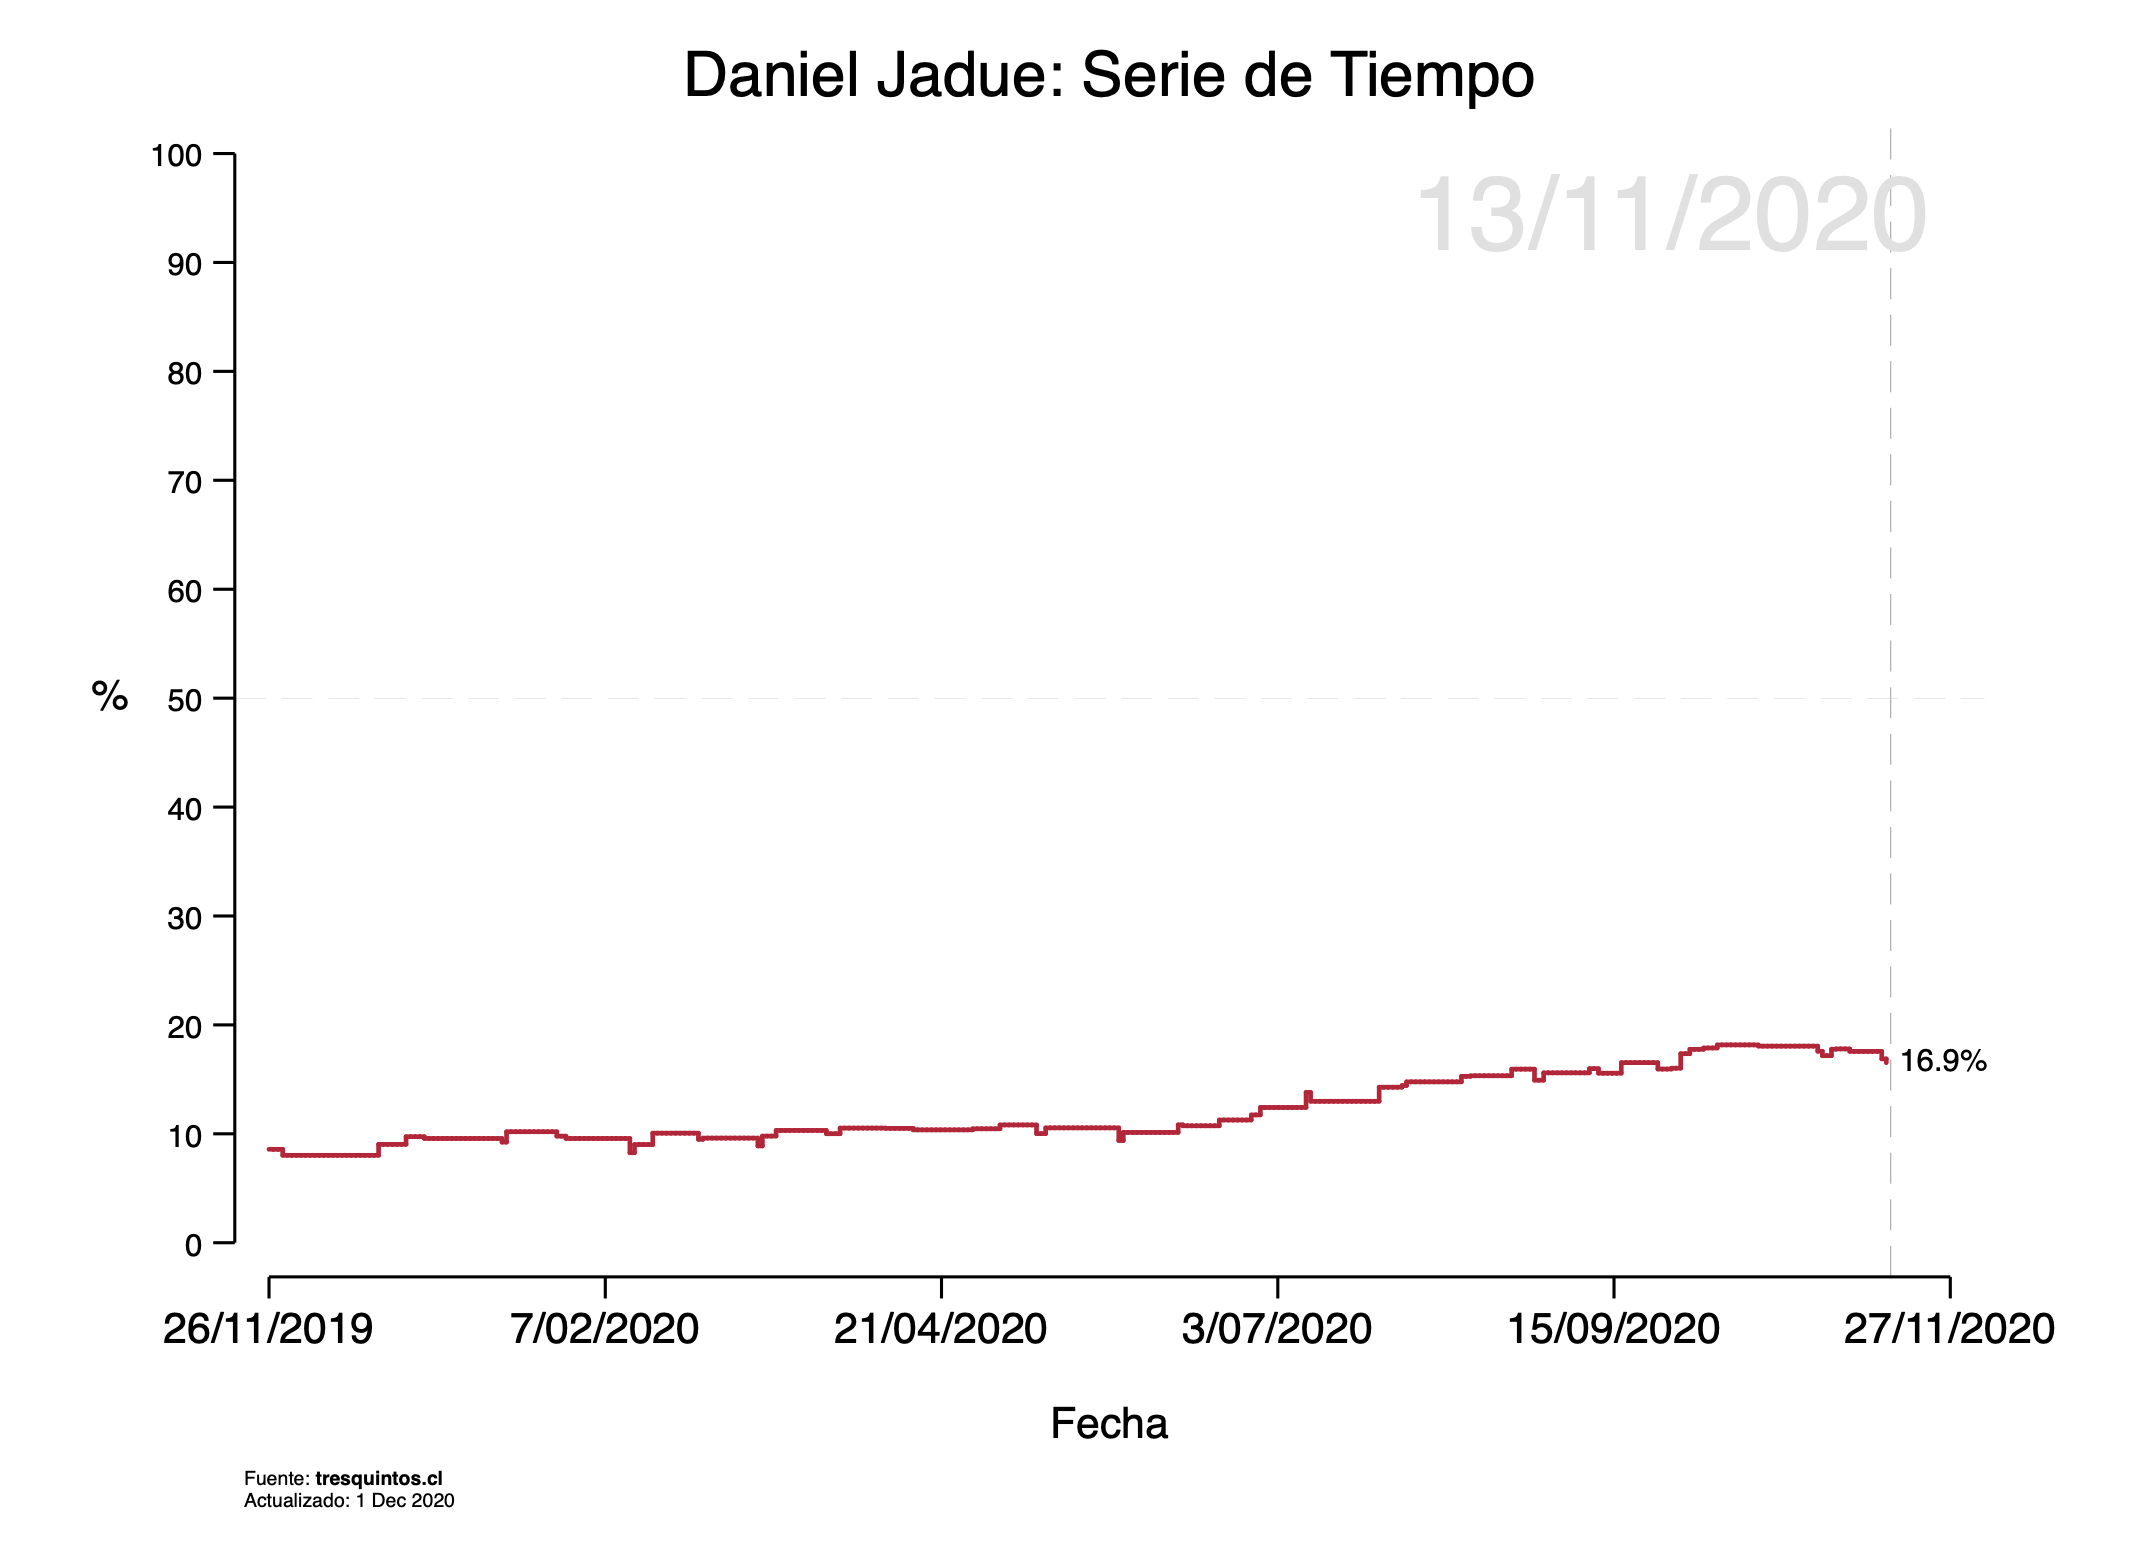 Daniel Jadue: Serie de Tiempo
13/11/2020
100
90
80
70
60
50
40
30
20
10
0
%
16.9%
26/11/2019 7/02/2020 21/04/2020 3/07/2020 15/09/2020 27/11/2020
Fecha
Fuente: tresquintos.cl
Actualizado: 1 Dec 2020